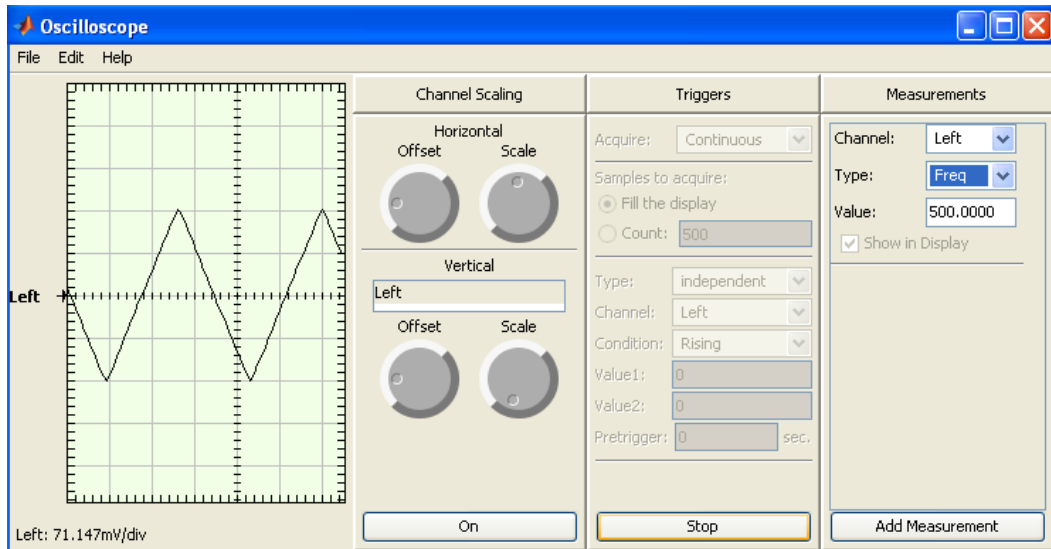 Oscilloscope
File Edit Help
Left
Left: 71.147mV/div
Channel Scaling
Horizontal
Offset Scale
Vertical
Left
Offset Scale
On
Triggers
Acquire: Continuous
Samples to acquire:
Fill the display
Count: 500
Type: independent
Channel: Left
Condition: Rising
Value1: 0
Value2: 0
Pretrigger: 0 sec.
Stop
Measurements
Channel: Left
Type: Freq
Value: 500.0000
Show in Display
Add Measurement